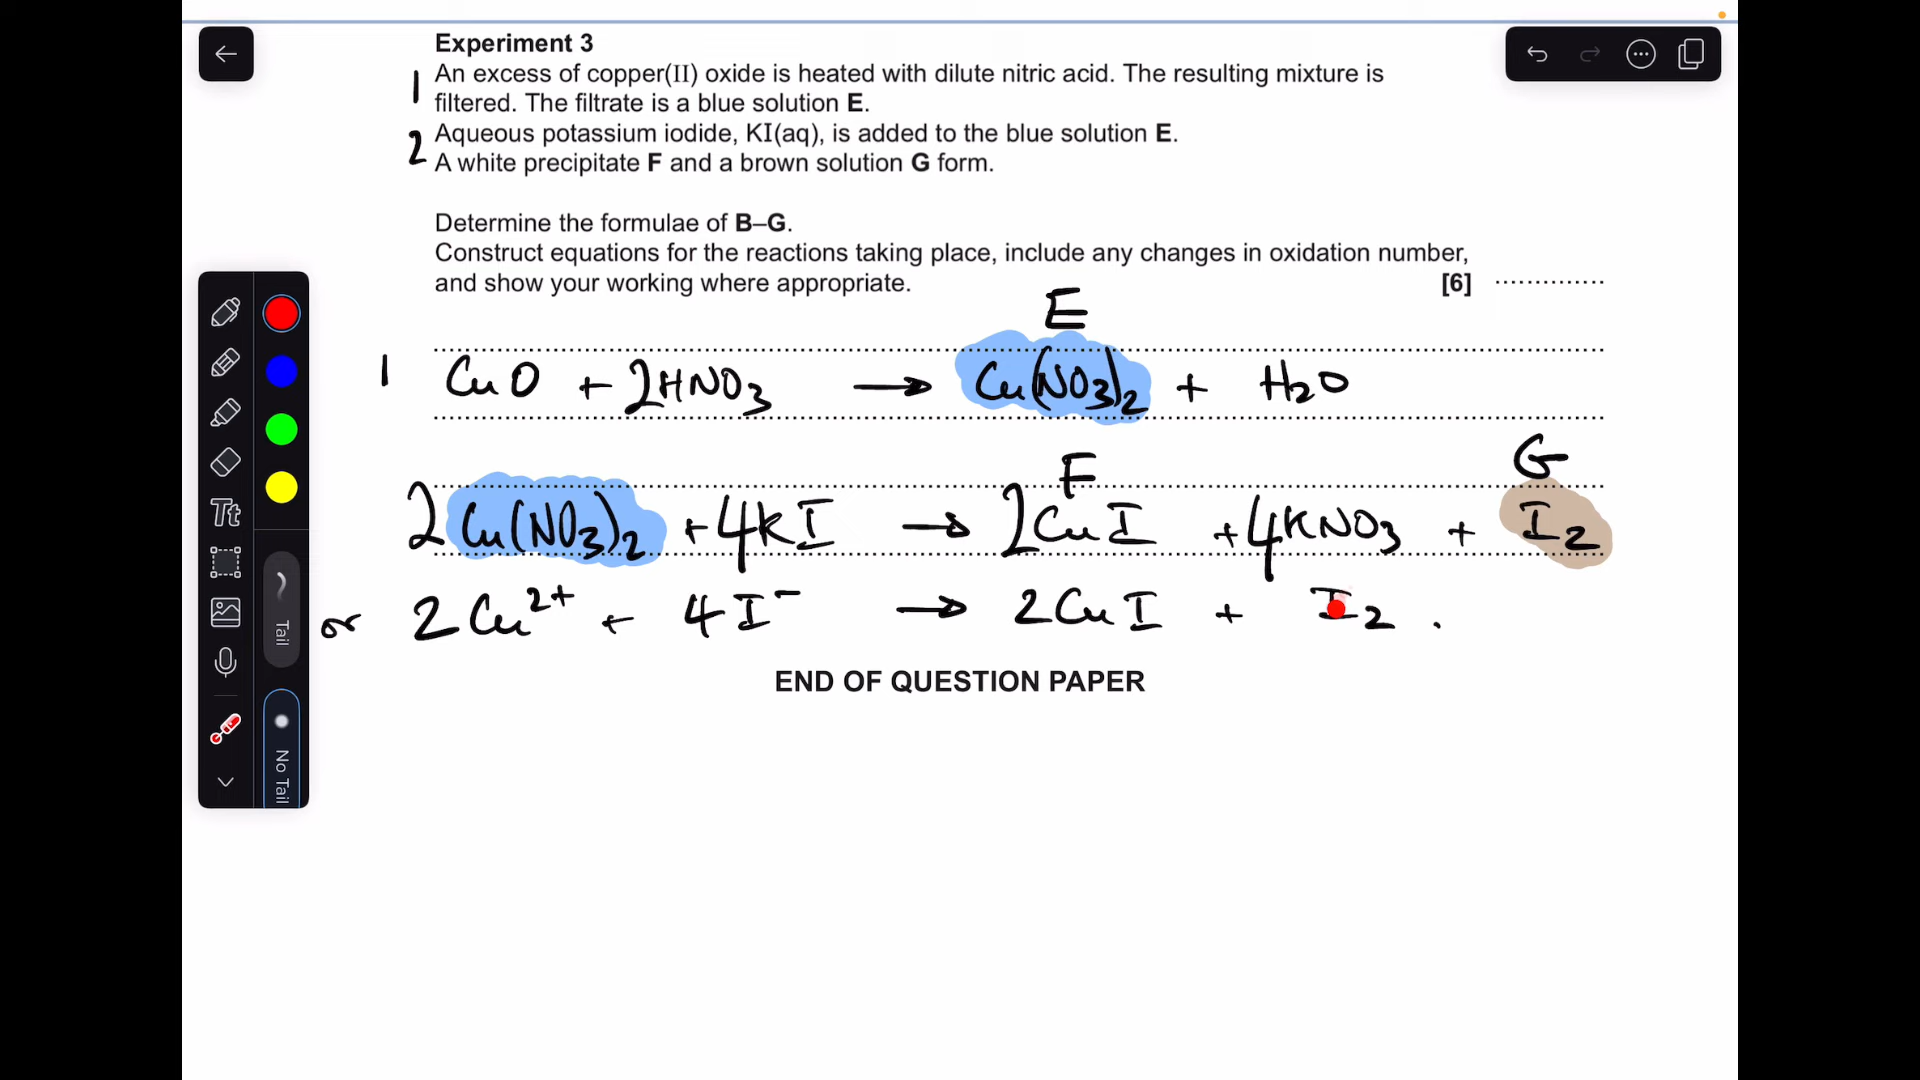 Experiment 3
1 An excess of copper(II) oxide is heated with dilute nitric acid. The resulting mixture is
filtered. The filtrate is a blue solution E.
2 Aqueous potassium iodide, KI(aq), is added to the blue solution E.
A white precipitate F and a brown solution G form.
Determine the formulae of B–G.
Construct equations for the reactions taking place, include any changes in oxidation number,
and show your working where appropriate. [6] ..............
E
1 CuO + 2HNO3 → Cu(NO3)2 + H2O
F G
2Cu(NO3)2 + 4KI → 2CuI + 4KNO3 + I2
or 2Cu²⁺ + 4I⁻ → 2CuI + I2 .
END OF QUESTION PAPER
Tt
Tail
No Tail